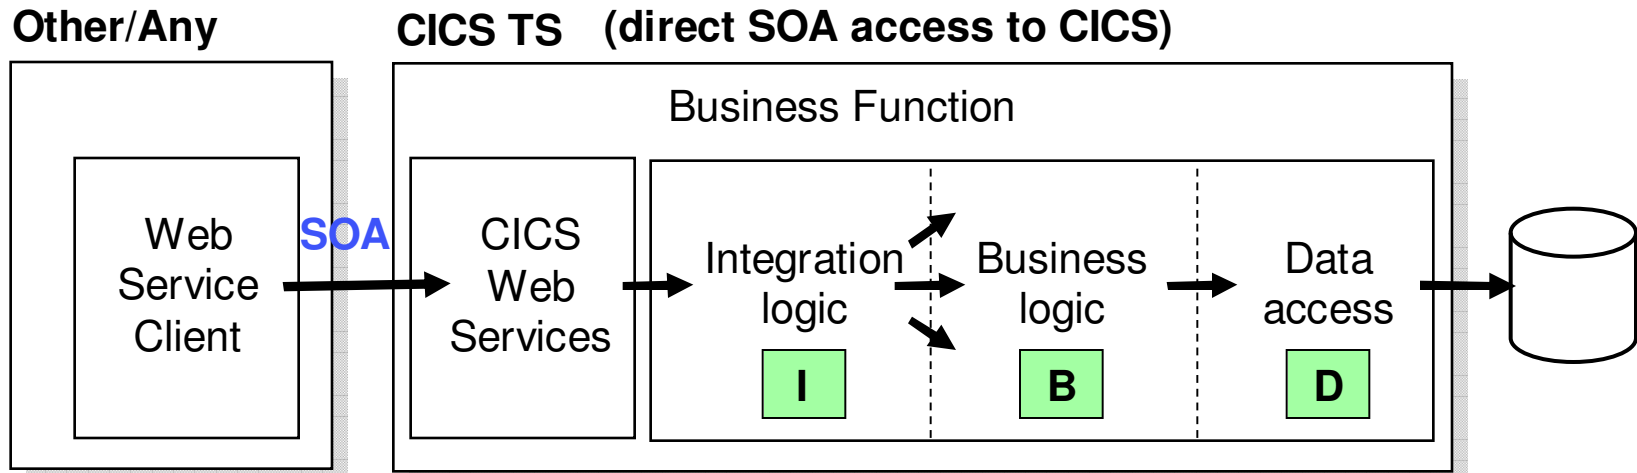 Other/Any
CICS TS (direct SOA access to CICS)
Business Function
Web
Service
Client
SOA
CICS
Web
Services
Integration
logic
I
Business
logic
B
Data
access
D